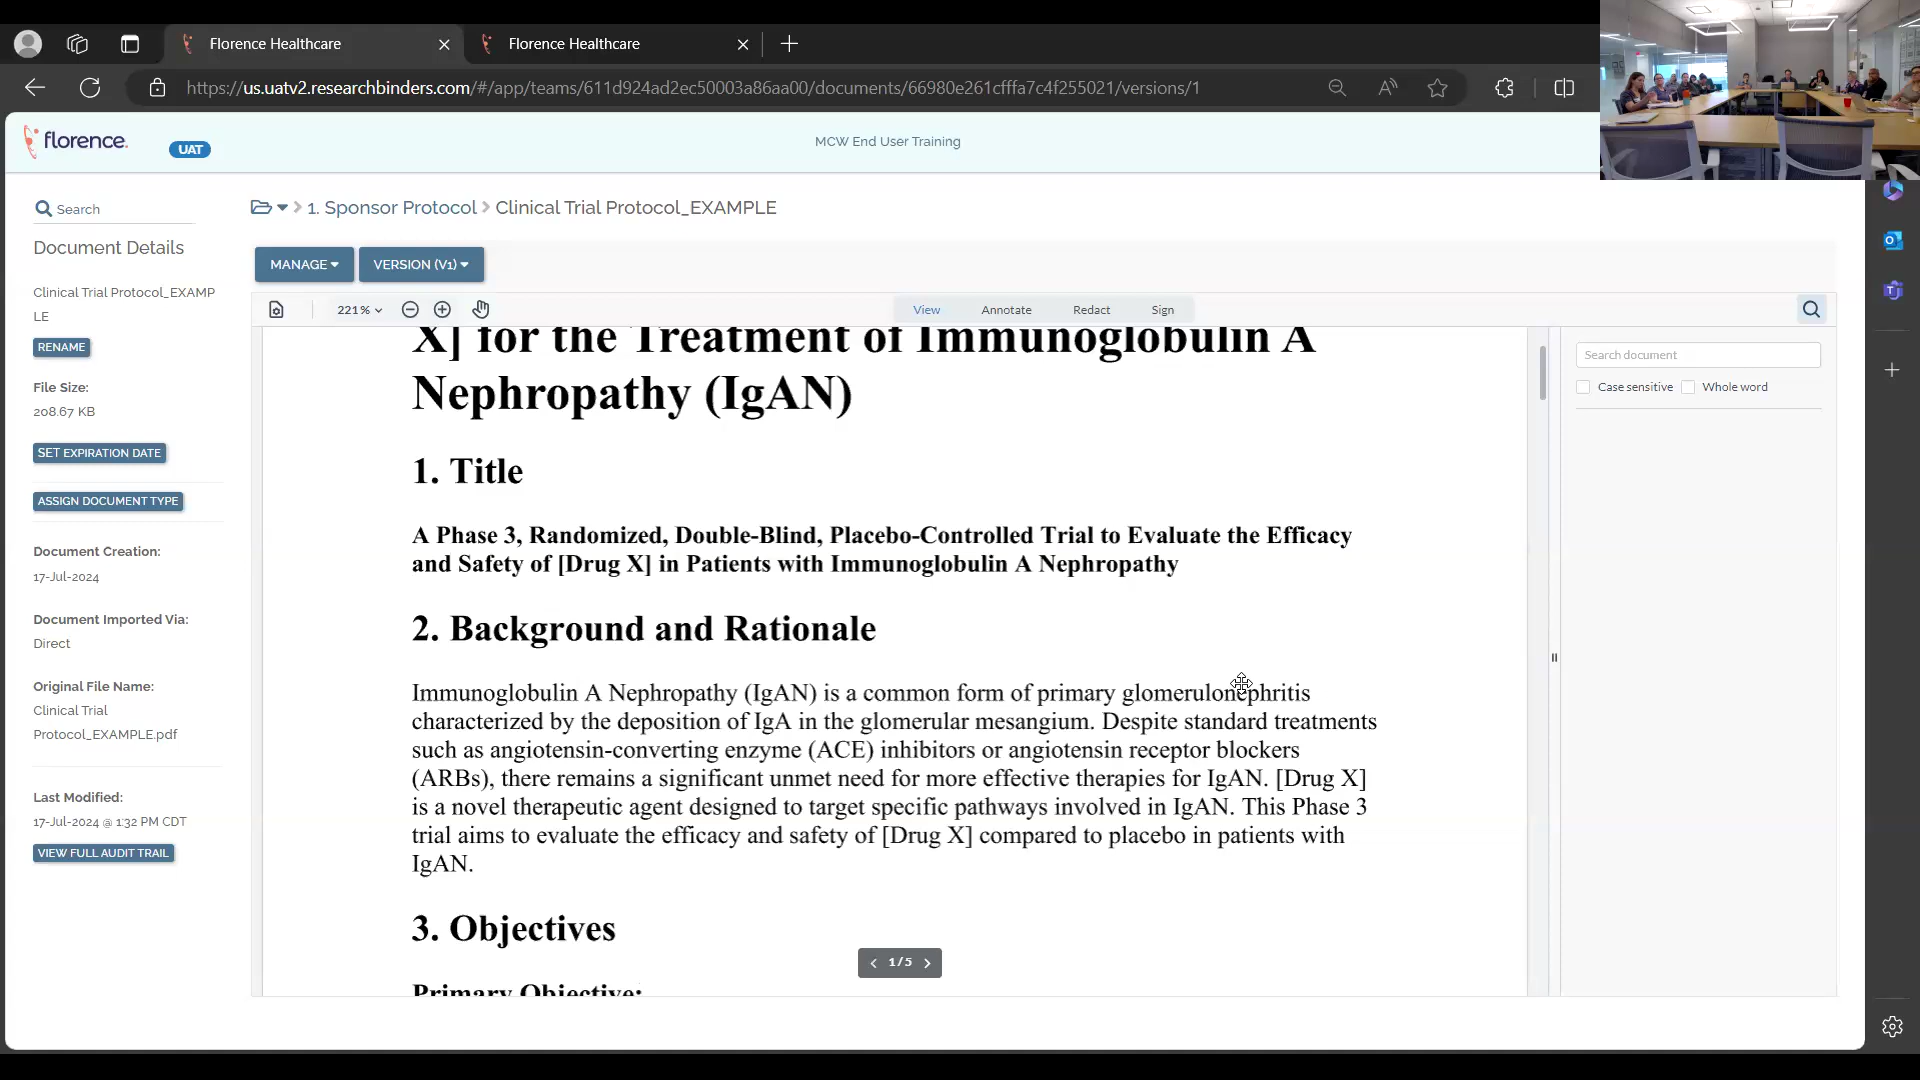 Florence Healthcare
Florence Healthcare
https://us.uatv2.researchbinders.com/#/app/teams/611d924ad2ec50003a86aa00/documents/66980e261cfffa7c4f255021/versions/1
florence.
UAT
MCW End User Training
Search
Document Details
Clinical Trial Protocol_EXAMP
LE
RENAME
File Size:
208.67 KB
SET EXPIRATION DATE
ASSIGN DOCUMENT TYPE
Document Creation:
17-Jul-2024
Document Imported Via:
Direct
Original File Name:
Clinical Trial
Protocol_EXAMPLE.pdf
Last Modified:
17-Jul-2024 @ 1:32 PM CDT
VIEW FULL AUDIT TRAIL
1. Sponsor Protocol > Clinical Trial Protocol_EXAMPLE
MANAGE
VERSION (V1)
221%
View
Annotate
Redact
Sign
Search document
Case sensitive
Whole word
X] for the Treatment of Immunoglobulin A
Nephropathy (IgAN)
1. Title
A Phase 3, Randomized, Double-Blind, Placebo-Controlled Trial to Evaluate the Efficacy
and Safety of [Drug X] in Patients with Immunoglobulin A Nephropathy
2. Background and Rationale
Immunoglobulin A Nephropathy (IgAN) is a common form of primary glomerulonephritis
characterized by the deposition of IgA in the glomerular mesangium. Despite standard treatments
such as angiotensin-converting enzyme (ACE) inhibitors or angiotensin receptor blockers
(ARBs), there remains a significant unmet need for more effective therapies for IgAN. [Drug X]
is a novel therapeutic agent designed to target specific pathways involved in IgAN. This Phase 3
trial aims to evaluate the efficacy and safety of [Drug X] compared to placebo in patients with
IgAN.
3. Objectives
Primary Objective:
1/5